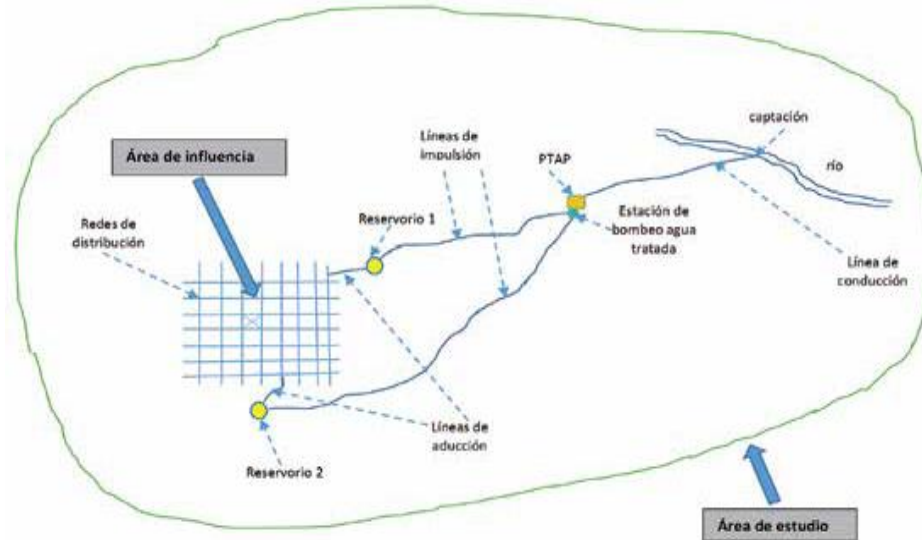 captación
Líneas de
impulsión
Área de influencia
PTAP
río
Redes de
distribución
Reservorio 1
Estación de
bombeo agua
tratada
Línea de
conducción
Líneas de
aducción
Reservorio 2
Área de estudio